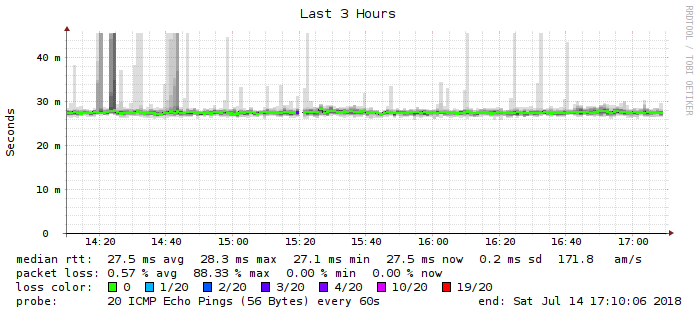 Last 3 Hours
RRDTOOL / TOBI OETIKER
Seconds
40 m
30 m
20 m
10 m
0
14:20 14:40 15:00 15:20 15:40 16:00 16:20 16:40 17:00
median rtt: 27.5 ms avg 28.3 ms max 27.1 ms min 27.5 ms now 0.2 ms sd 171.8 am/s
packet loss: 0.57 % avg 88.33 % max 0.00 % min 0.00 % now
loss color: 0 1/20 2/20 3/20 4/20 10/20 19/20
probe: 20 ICMP Echo Pings (56 Bytes) every 60s end: Sat Jul 14 17:10:06 2018